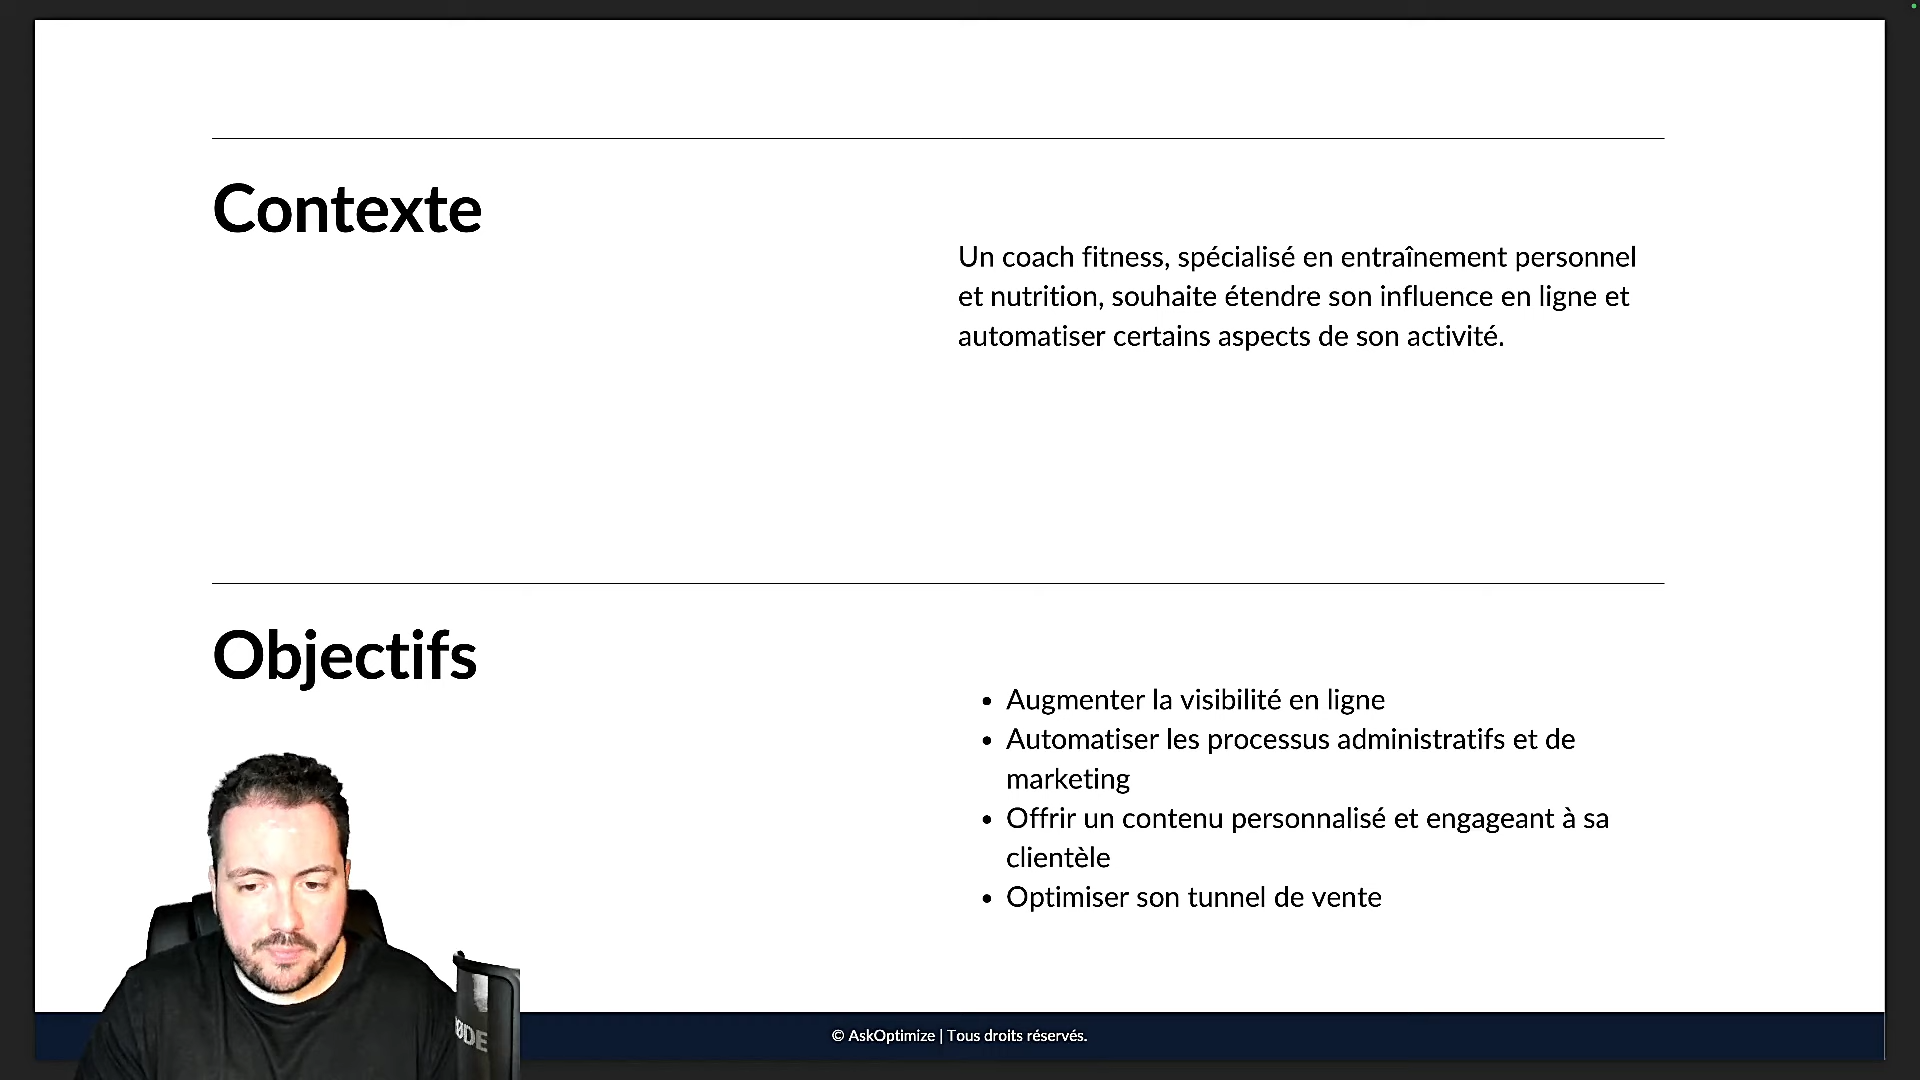 Contexte
Un coach fitness, spécialisé en entraînement personnel
et nutrition, souhaite étendre son influence en ligne et
automatiser certains aspects de son activité.
Objectifs
• Augmenter la visibilité en ligne
• Automatiser les processus administratifs et de
marketing
• Offrir un contenu personnalisé et engageant à sa
clientèle
• Optimiser son tunnel de vente
© AskOptimize | Tous droits réservés.